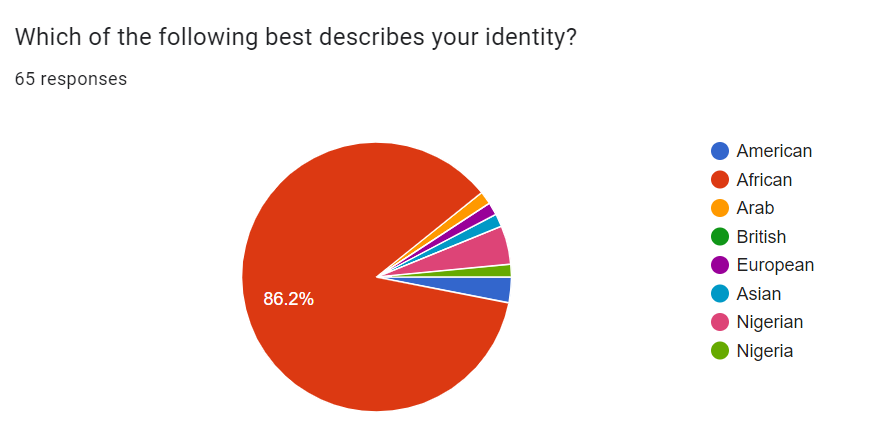 Which of the following best describes your identity?
65 responses
86.2%
American
African
Arab
British
European
Asian
Nigerian
Nigeria